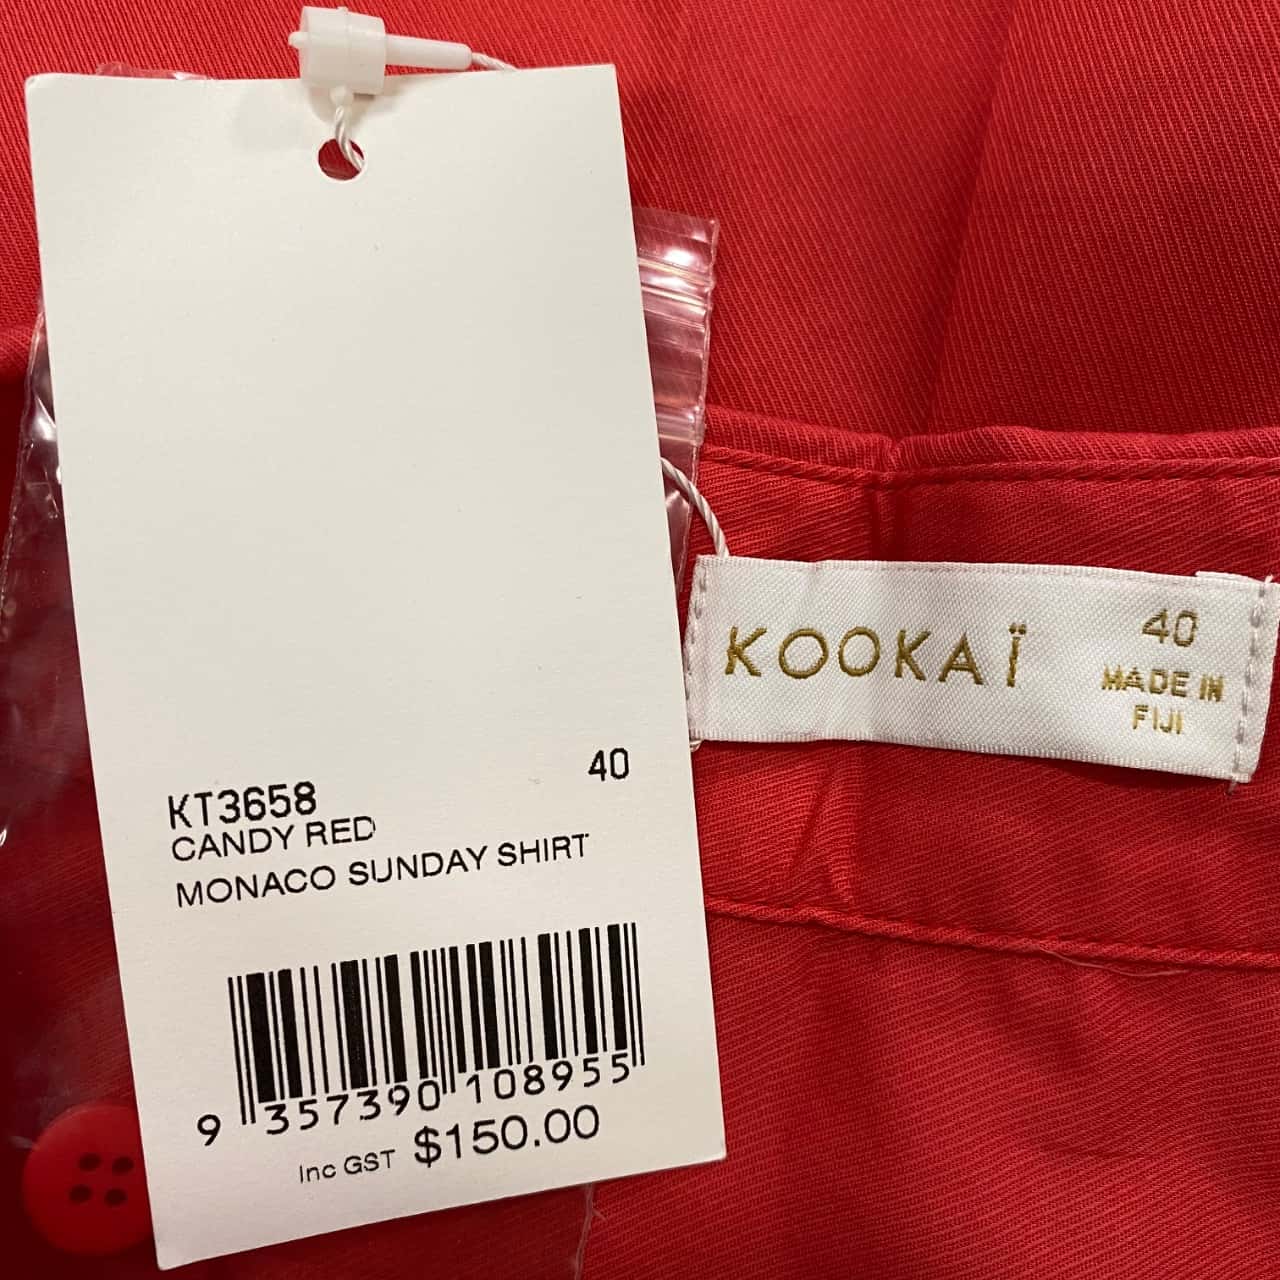 40
KT3658
CANDY RED
MONACO SUNDAY SHIRT
9 357390 108955
Inc GST $150.00
KOOKAÏ
40
MADE IN
FIJI